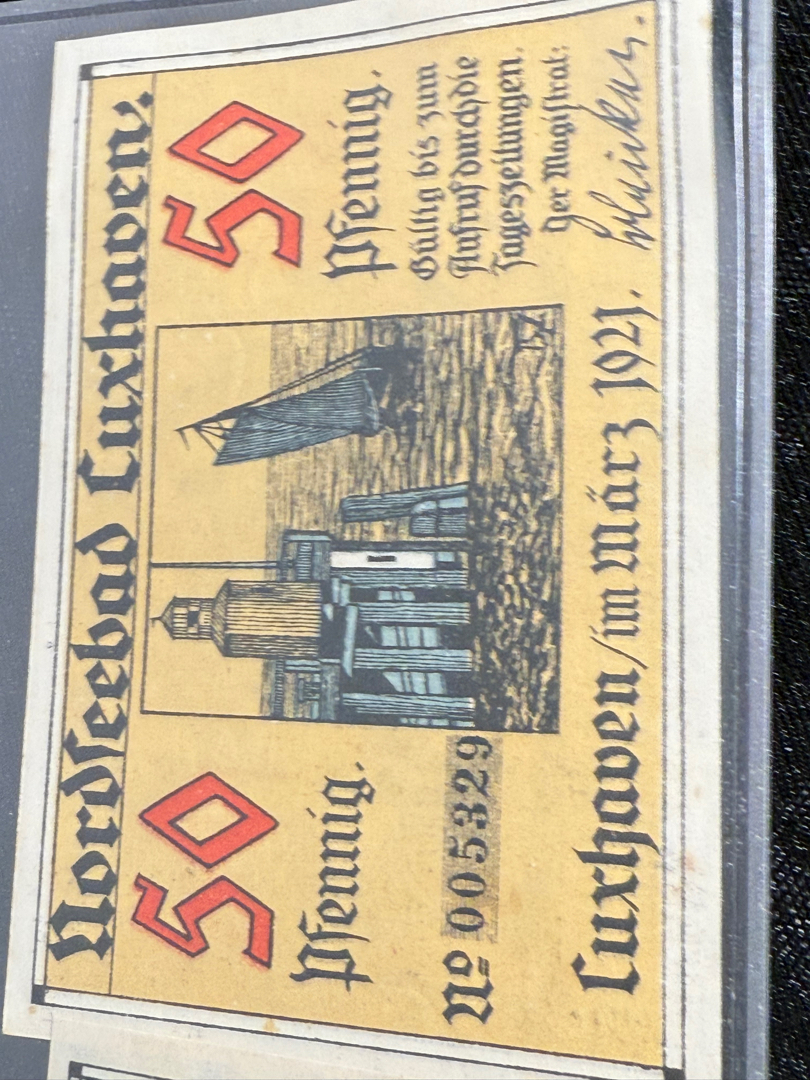 Nordseebad Cuxhaven.
50
Pfennig.
№ 005329
50
Pfennig.
Gültig bis zum
Aufruf durch die
Tageszeitungen.
Der Magistrat:
Cuxhaven/im März 1921.